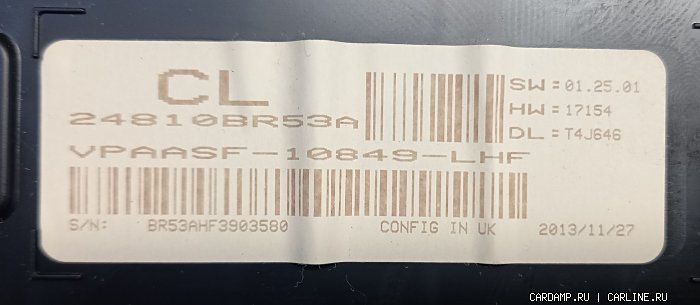 CL
24810BR53A
VPAASF-10849-LHF
SW = 01.25.01
HW = 17154
DL = T4J646
S/N: BR53AHF3903580 CONFIG IN UK 2013/11/27
CARDAMP.RU | CARLINE.RU